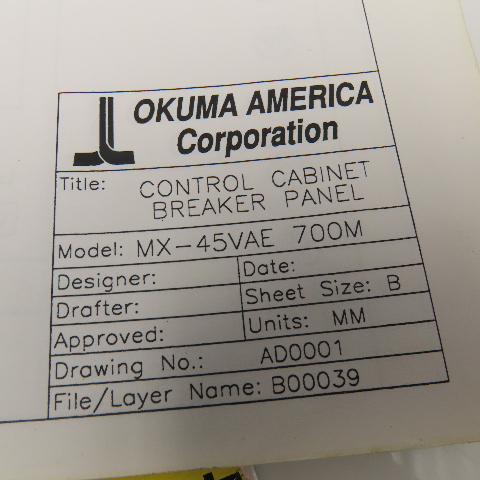 OKUMA AMERICA
Corporation
Title: CONTROL CABINET
BREAKER PANEL
Model: MX-45VAE 700M
Designer: Date:
Drafter: Sheet Size: B
Approved: Units: MM
Drawing No.: AD0001
File/Layer Name: B00039